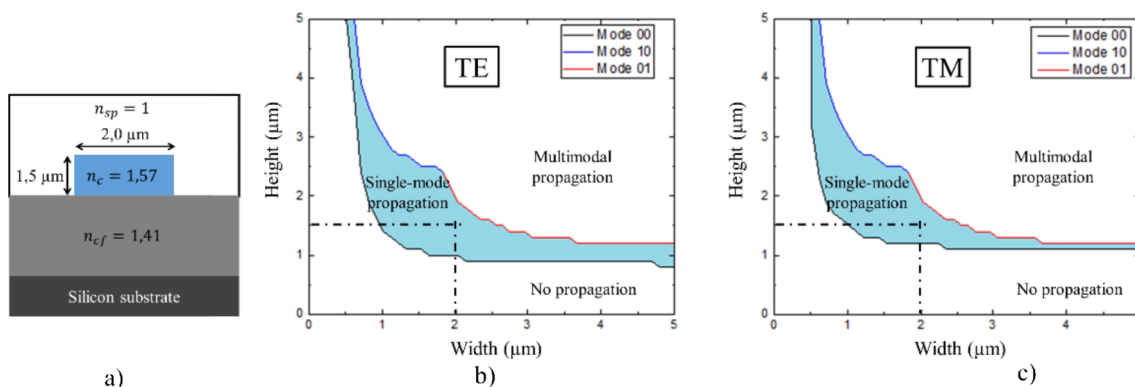 n_sp = 1
2,0 µm
1,5 µm
n_c = 1,57
n_cf = 1,41
Silicon substrate
a)
b)
TE
Mode 00
Mode 10
Mode 01
Height (µm)
5
4
3
2
1
0
Single-mode
propagation
Multimodal
propagation
No propagation
0 1 2 3 4 5
Width (µm)
b)
TM
Mode 00
Mode 10
Mode 01
Height (µm)
5
4
3
2
1
0
Single-mode
propagation
Multimodal
propagation
No propagation
0 1 2 3 4 5
Width (µm)
c)